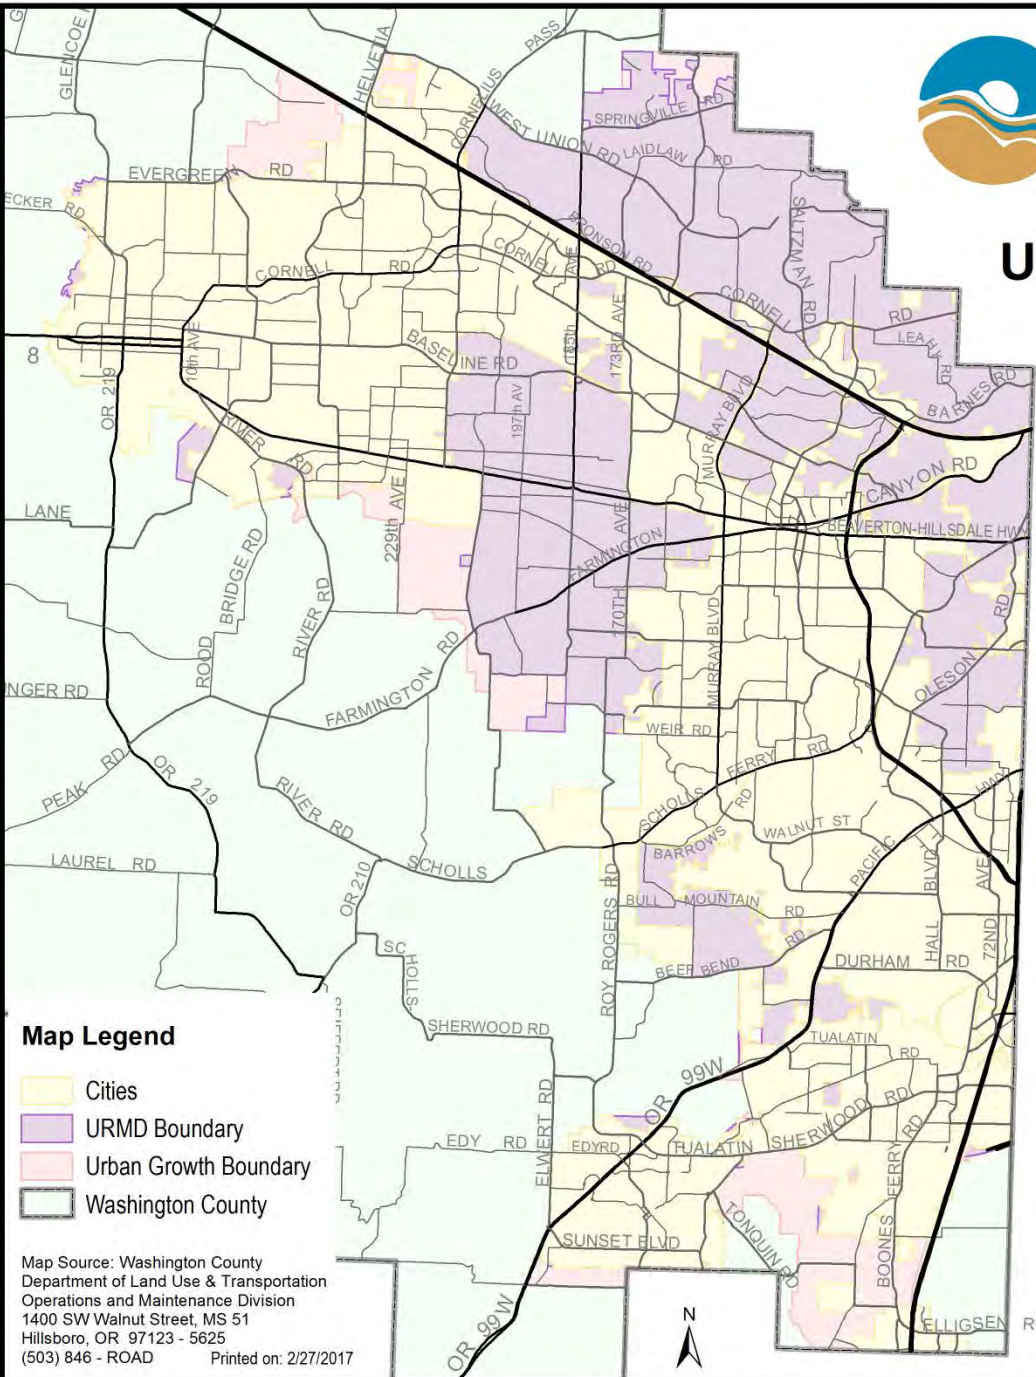 GLENCOE
HELVETIA
CORNELIUS
PASS
WEST UNION RD
SPRINGVILLE RD
LAIDLAW RD
EVERGREEN RD
ECKER RD
BRONSON RD
SALTZMAN RD
U
CORNELL RD
CORNELL RD
CORNELL RD
LEAHY RD
BARNES RD
8
OR 219
10th AVE
BASELINE RD
185th AVE
173RD AVE
197th AV
MURRAY BLVD
RIVER RD
229th AVE
CANYON RD
BEAVERTON-HILLSDALE HWY
LANE
FARMINGTON
170TH AVE
ROOD BRIDGE RD
RIVER RD
MURRAY BLVD
OLESON RD
NGER RD
FARMINGTON RD
WEIR RD
PEAK RD
OR 219
RIVER RD
SCHOLLS FERRY RD
BARROWS RD
WALNUT ST
PACIFIC HWY
LAUREL RD
SCHOLLS
OR 210
HALL BLVD
72ND AVE
ROY ROGERS RD
BULL MOUNTAIN RD
BEEF BEND RD
DURHAM RD
SC
HOLLS-
SHERWOOD RD
TUALATIN RD
OR 99W
EDY RD
EDYRD
ELWERT RD
TUALATIN SHERWOOD RD
BOONES FERRY RD
TONQUIN RD
SUNSET BLVD
OR 99W
ELLIGSEN R
N
Map Legend
Cities
URMD Boundary
Urban Growth Boundary
Washington County
Map Source: Washington County
Department of Land Use & Transportation
Operations and Maintenance Division
1400 SW Walnut Street, MS 51
Hillsboro, OR 97123 - 5625
(503) 846 - ROAD Printed on: 2/27/2017